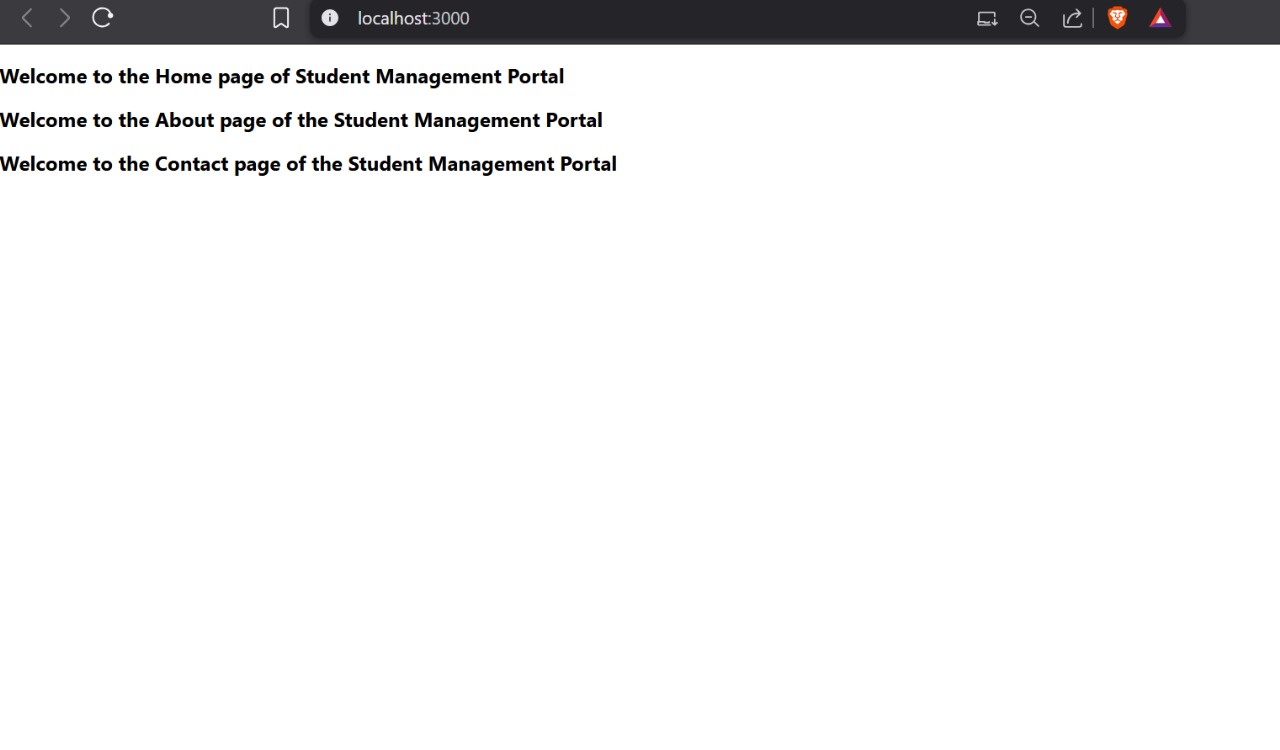 localhost:3000
Welcome to the Home page of Student Management Portal
Welcome to the About page of the Student Management Portal
Welcome to the Contact page of the Student Management Portal